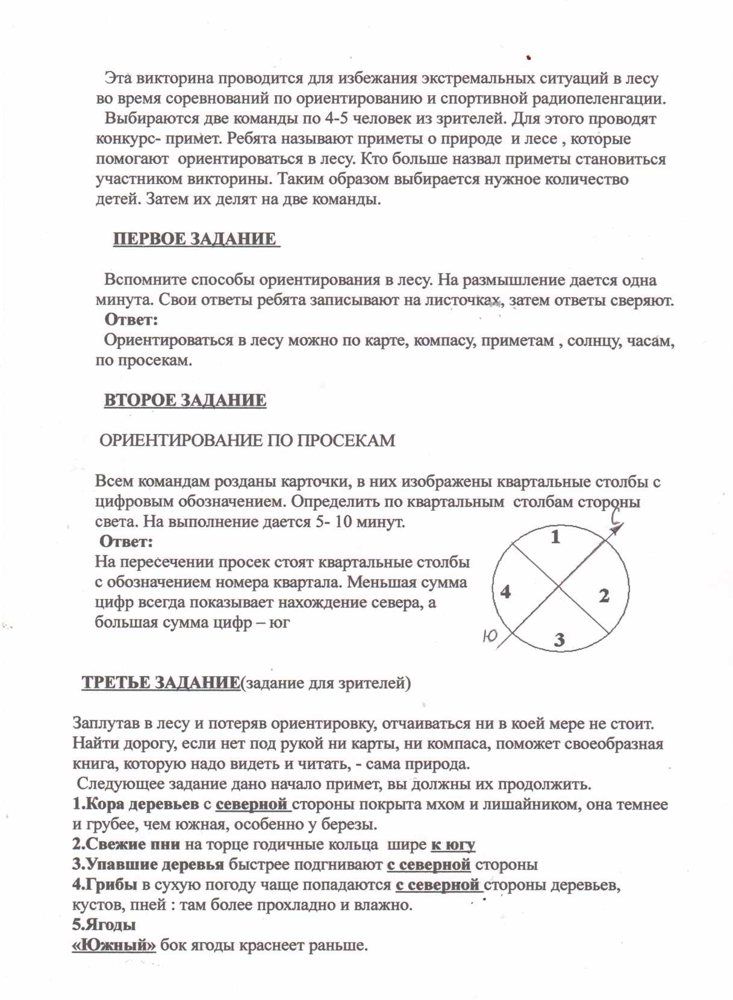 Эта викторина проводится для избежания экстремальных ситуаций в лесу
во время соревнований по ориентированию и спортивной радиопеленгации.
Выбираются две команды по 4-5 человек из зрителей. Для этого проводят
конкурс- примет. Ребята называют приметы о природе и лесе , которые
помогают ориентироваться в лесу. Кто больше назвал приметы становиться
участником викторины. Таким образом выбирается нужное количество
детей. Затем их делят на две команды.
ПЕРВОЕ ЗАДАНИЕ
Вспомните способы ориентирования в лесу. На размышление дается одна
минута. Свои ответы ребята записывают на листочках, затем ответы сверяют.
Ответ:
Ориентироваться в лесу можно по карте, компасу, приметам , солнцу, часам,
по просекам.
ВТОРОЕ ЗАДАНИЕ
ОРИЕНТИРОВАНИЕ ПО ПРОСЕКАМ
Всем командам розданы карточки, в них изображены квартальные столбы с
цифровым обозначением. Определить по квартальным столбам стороны
света. На выполнение дается 5- 10 минут.
Ответ:
На пересечении просек стоят квартальные столбы
с обозначением номера квартала. Меньшая сумма
цифр всегда показывает нахождение севера, а
большая сумма цифр – юг
С
1
4
2
Ю
3
ТРЕТЬЕ ЗАДАНИЕ(задание для зрителей)
Заплутав в лесу и потеряв ориентировку, отчаиваться ни в коей мере не стоит.
Найти дорогу, если нет под рукой ни карты, ни компаса, поможет своеобразная
книга, которую надо видеть и читать, - сама природа.
Следующее задание дано начало примет, вы должны их продолжить.
1.Кора деревьев с северной стороны покрыта мхом и лишайником, она темнее
и грубее, чем южная, особенно у березы.
2.Свежие пни на торце годичные кольца шире к югу
3.Упавшие деревья быстрее подгнивают с северной стороны
4.Грибы в сухую погоду чаще попадаются с северной стороны деревьев,
кустов, пней : там более прохладно и влажно.
5.Ягоды
«Южный» бок ягоды краснеет раньше.